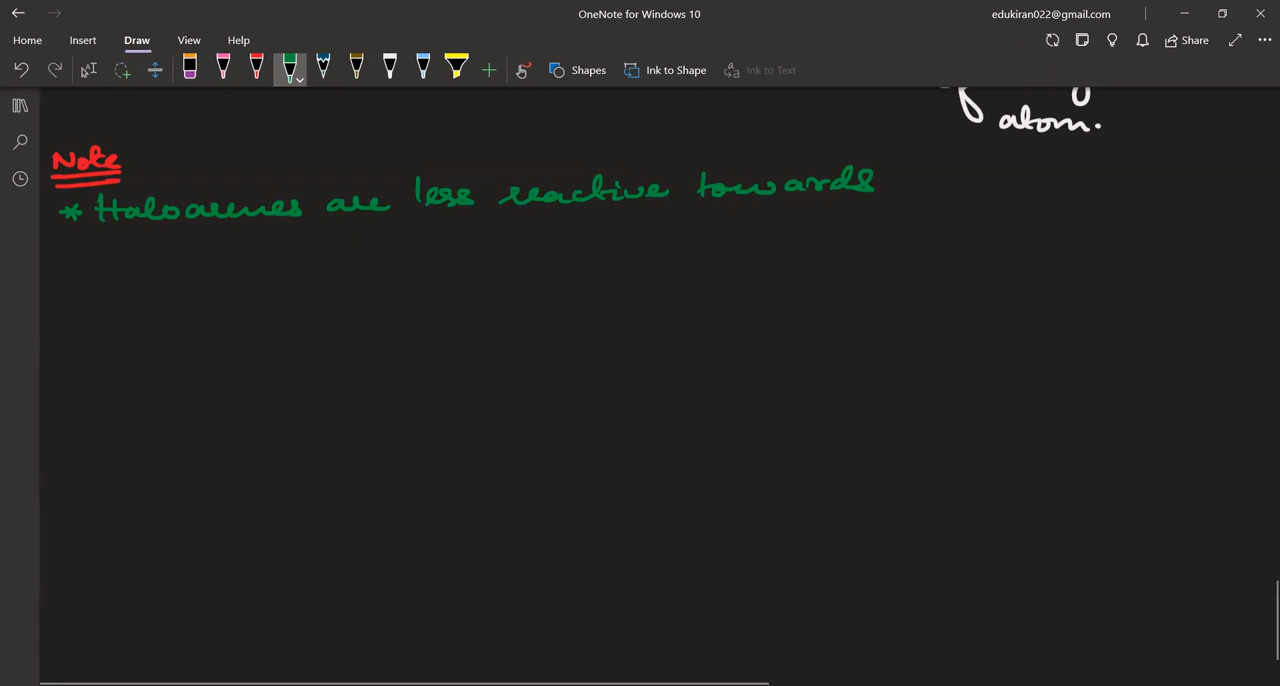 OneNote for Windows 10
edukiran022@gmail.com
Home Insert Draw View Help
Share
Shapes Ink to Shape Ink to Text
atom.
Note
* Haloarenes are less reactive towards